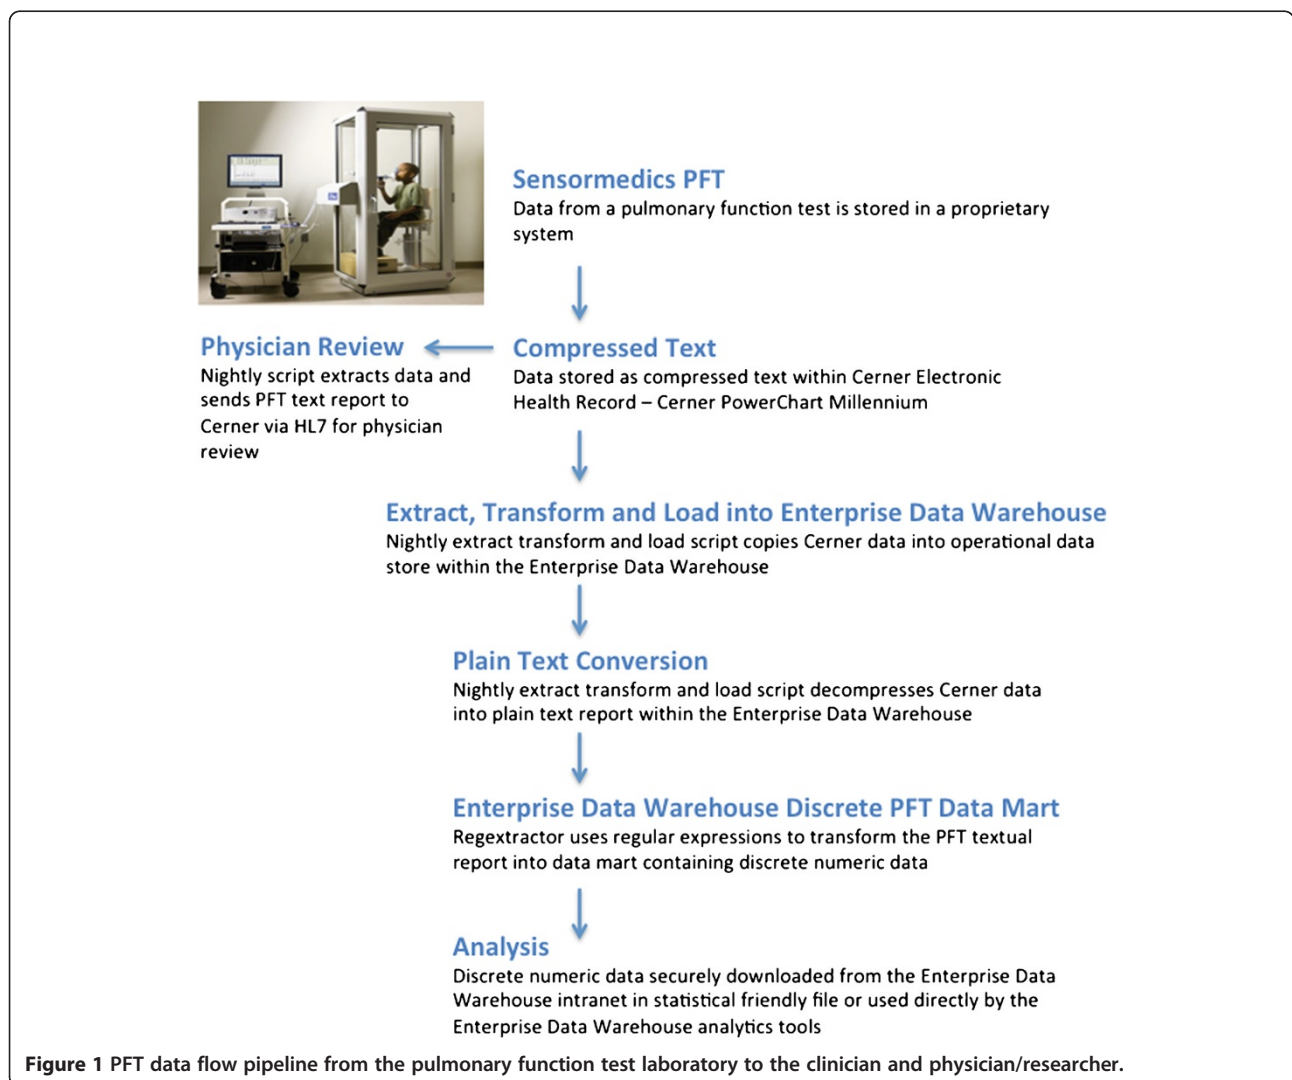 Sensormedics PFT
Data from a pulmonary function test is stored in a proprietary
system
Physician Review
Nightly script extracts data and
sends PFT text report to
Cerner via HL7 for physician
review
Compressed Text
Data stored as compressed text within Cerner Electronic
Health Record – Cerner PowerChart Millennium
Extract, Transform and Load into Enterprise Data Warehouse
Nightly extract transform and load script copies Cerner data into operational data
store within the Enterprise Data Warehouse
Plain Text Conversion
Nightly extract transform and load script decompresses Cerner data
into plain text report within the Enterprise Data Warehouse
Enterprise Data Warehouse Discrete PFT Data Mart
Regextractor uses regular expressions to transform the PFT textual
report into data mart containing discrete numeric data
Analysis
Discrete numeric data securely downloaded from the Enterprise Data
Warehouse intranet in statistical friendly file or used directly by the
Enterprise Data Warehouse analytics tools
Figure 1 PFT data flow pipeline from the pulmonary function test laboratory to the clinician and physician/researcher.